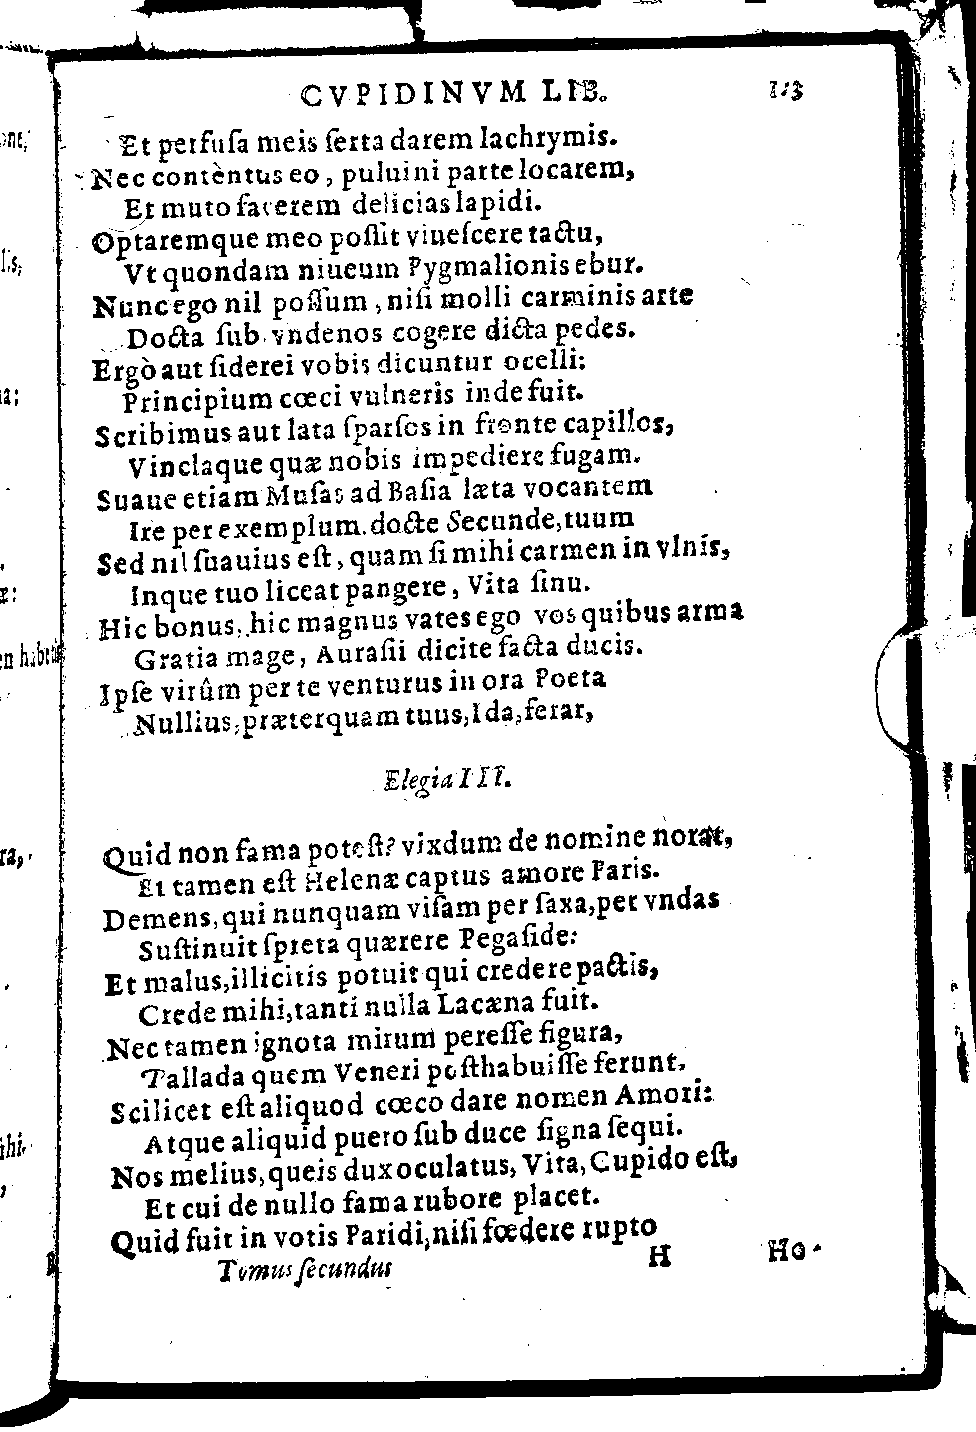 CVPIDINVM LIB. 113
Et perfuſa meis ſerta darem lachrymis.
Nec contèntus eo, puluini parte locarem,
Et muto facerem delicias lapidi.
Optaremque meo poſſit viueſcere tactu,
Vt quondam niueum Pygmalionis ebur.
Nunc ego nil poſſum, niſi molli carminis arte
Docta ſub vndenos cogere dicta pedes.
Ergò aut ſiderei vobis dicuntur ocelli:
Principium cœci vulneris inde fuit.
Scribimus aut lata ſparſos in fronte capillos,
Vinclaque quæ nobis impediere fugam.
Suaue etiam Muſas ad Baſia læta vocantem
Ire per exemplum docte Secunde, tuum
Sed nil ſuauius eſt, quam ſi mihi carmen in vlnis,
Inque tuo liceat pangere, Vita ſinu.
Hic bonus, hic magnus vates ego vos quibus arma
Gratia mage, Auraſii dicite facta ducis.
Ipſe virûm per te venturus in ora Poeta
Nullius, præterquam tuus, Ida, ferar,
Elegia III.
Quid non fama poteſt? vixdum de nomine norat,
Et tamen eſt Helenæ captus amore Paris.
Demens, qui nunquam viſam per ſaxa, per vndas
Suſtinuit ſpreta quærere Pegaſide:
Et malus, illicitis potuit qui credere pactis,
Crede mihi, tanti nulla Lacæna fuit.
Nec tamen ignota mirum pereſſe figura,
Pallada quem Veneri poſthabuiſſe ferunt.
Scilicet eſt aliquod cœco dare nomen Amori:
Atque aliquid puero ſub duce ſigna ſequi.
Nos melius, queis dux oculatus, Vita, Cupido eſt,
Et cui de nullo fama rubore placet.
Quid fuit in votis Paridi, niſi fœdere rupto
Tomus ſecundus H Ho-